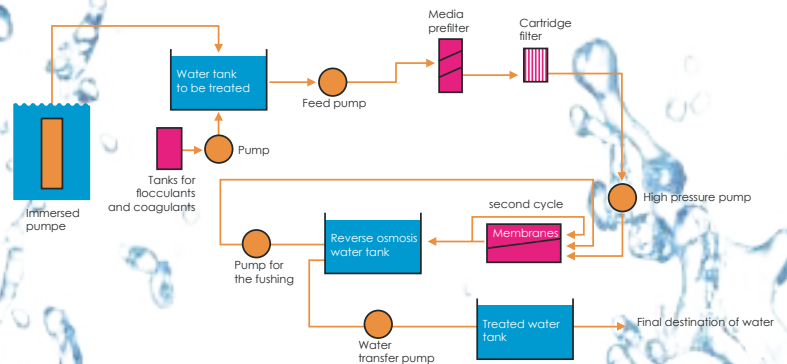 Media
prefilter
Cartridge
filter
Water tank
to be treated
Feed pump
Pump
Tanks for
flocculants
and coagulants
Immersed
pumpe
High pressure pump
second cycle
Membranes
Reverse osmosis
water tank
Pump for
the fushing
Water
transfer pump
Treated water
tank
Final destination of water